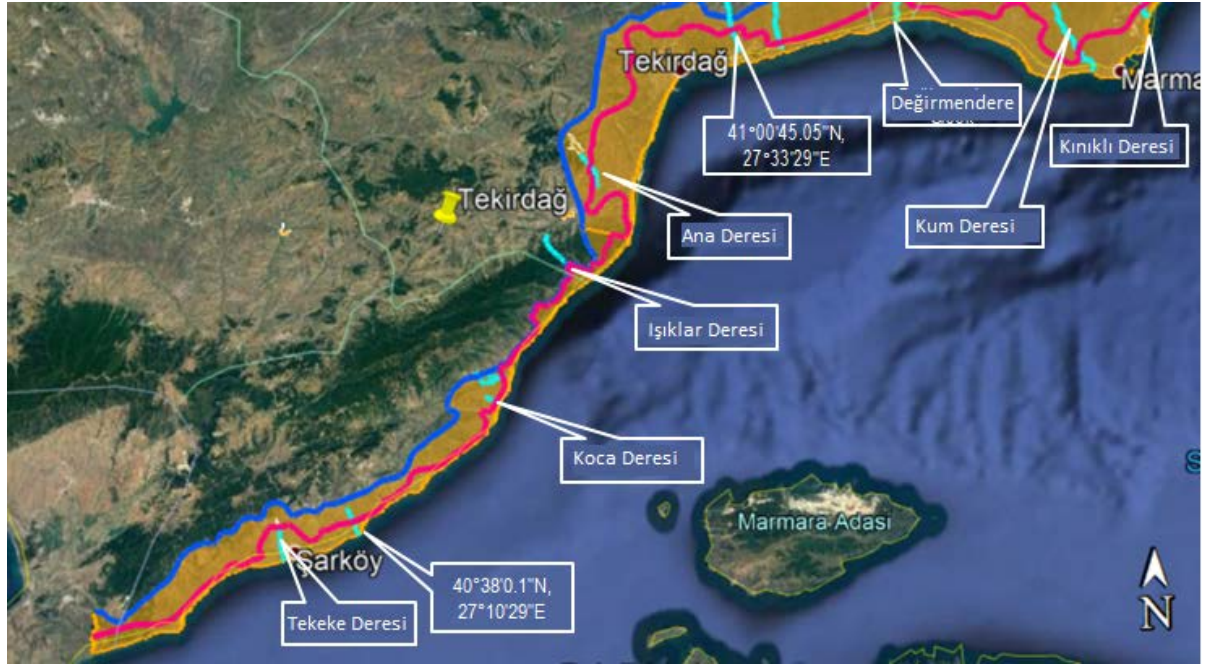 Tekirdağ
Değirmendere
Marma
41°00'45.05"N,
27°33'29"E
Kınıklı Deresi
Tekirdağ
Ana Deresi
Kum Deresi
Işıklar Deresi
Koca Deresi
S
Marmara Adasi
Şarköy
40°38'0.1"N,
27°10'29"E
Tekeke Deresi
N